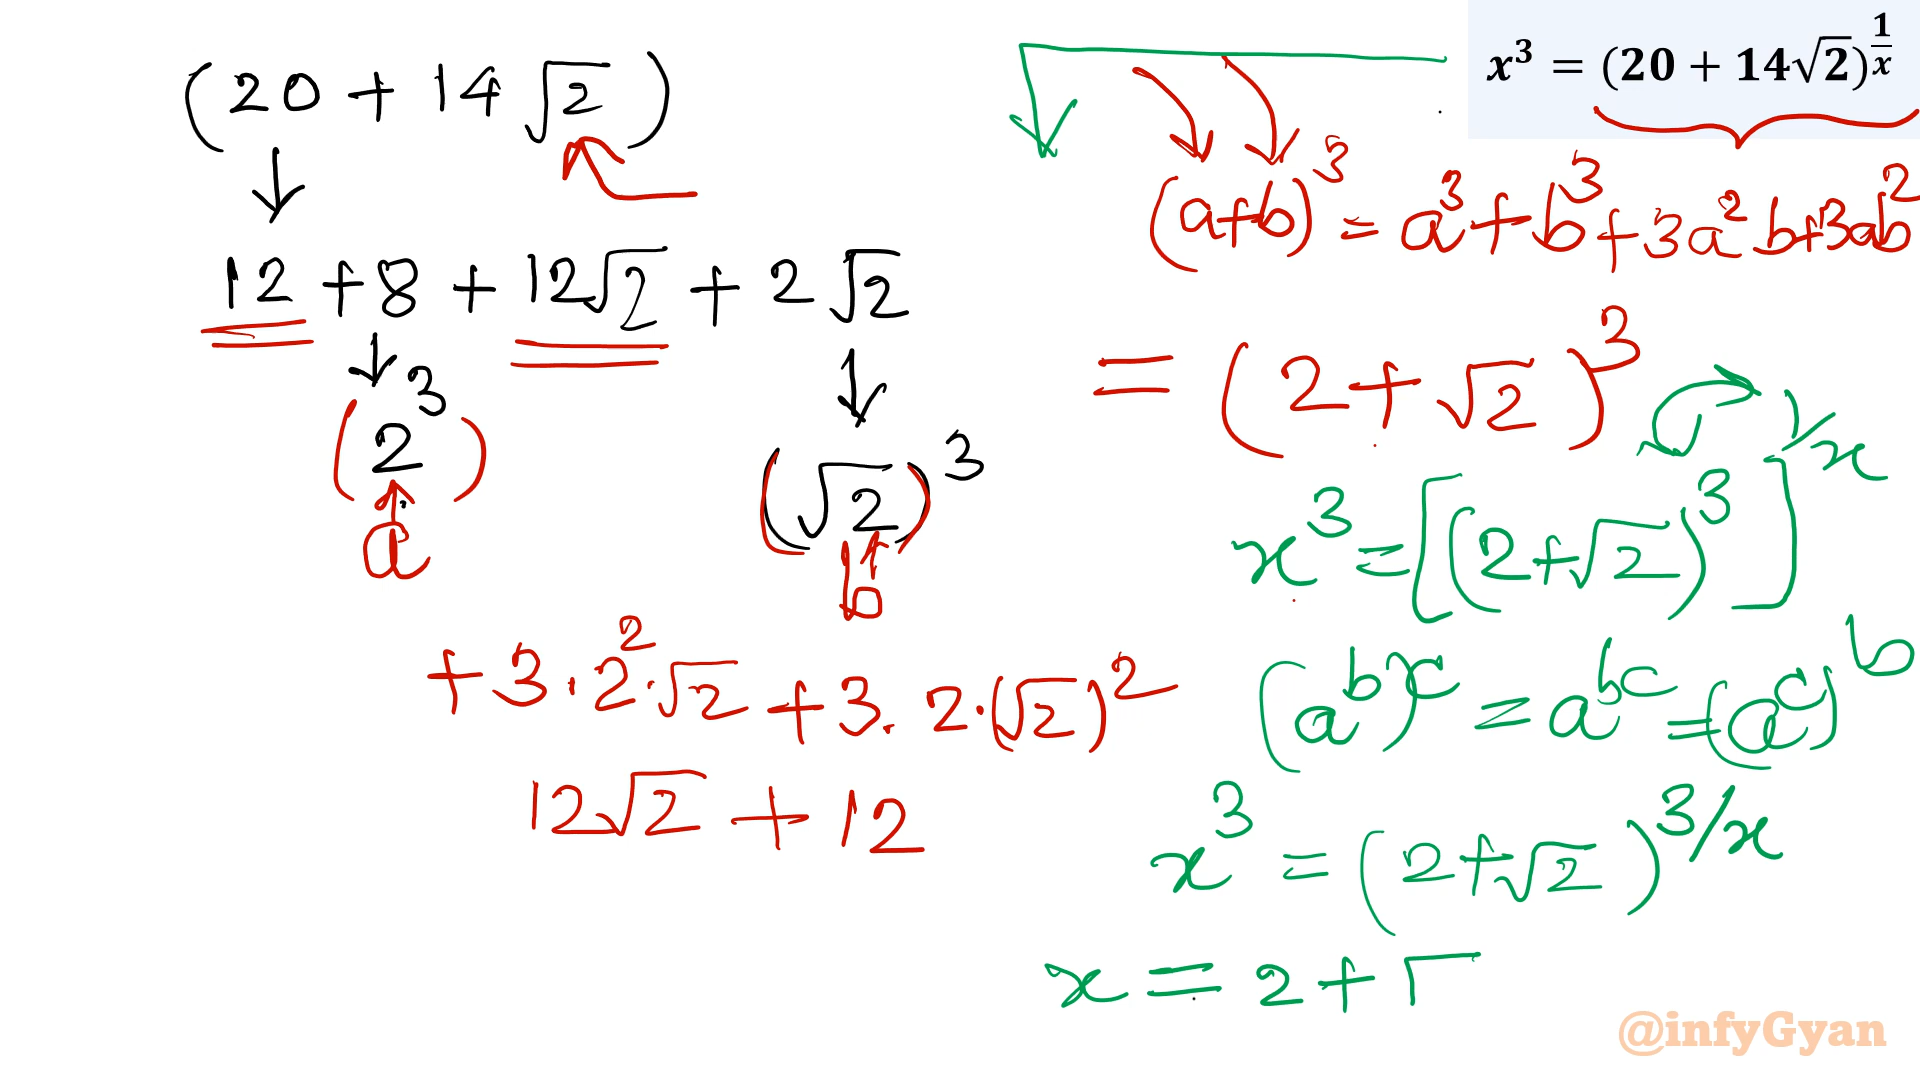 x³ = (20 + 14√2)^(1/x)
(20 + 14√2)
12 + 8 + 12√2 + 2√2
(2³)
a
(√2)³
b
+ 3 · 2² · √2 + 3 · 2 · (√2)²
12√2 + 12
(a+b)³ = a³ + b³ + 3a²b + 3ab²
= (2 + √2)³
x³ = [(2+√2)³]^(1/x)
(a^b)^c = a^(bc) = (a^c)^b
x³ = (2+√2)^(3/x)
x = 2 + √
@infyGyan